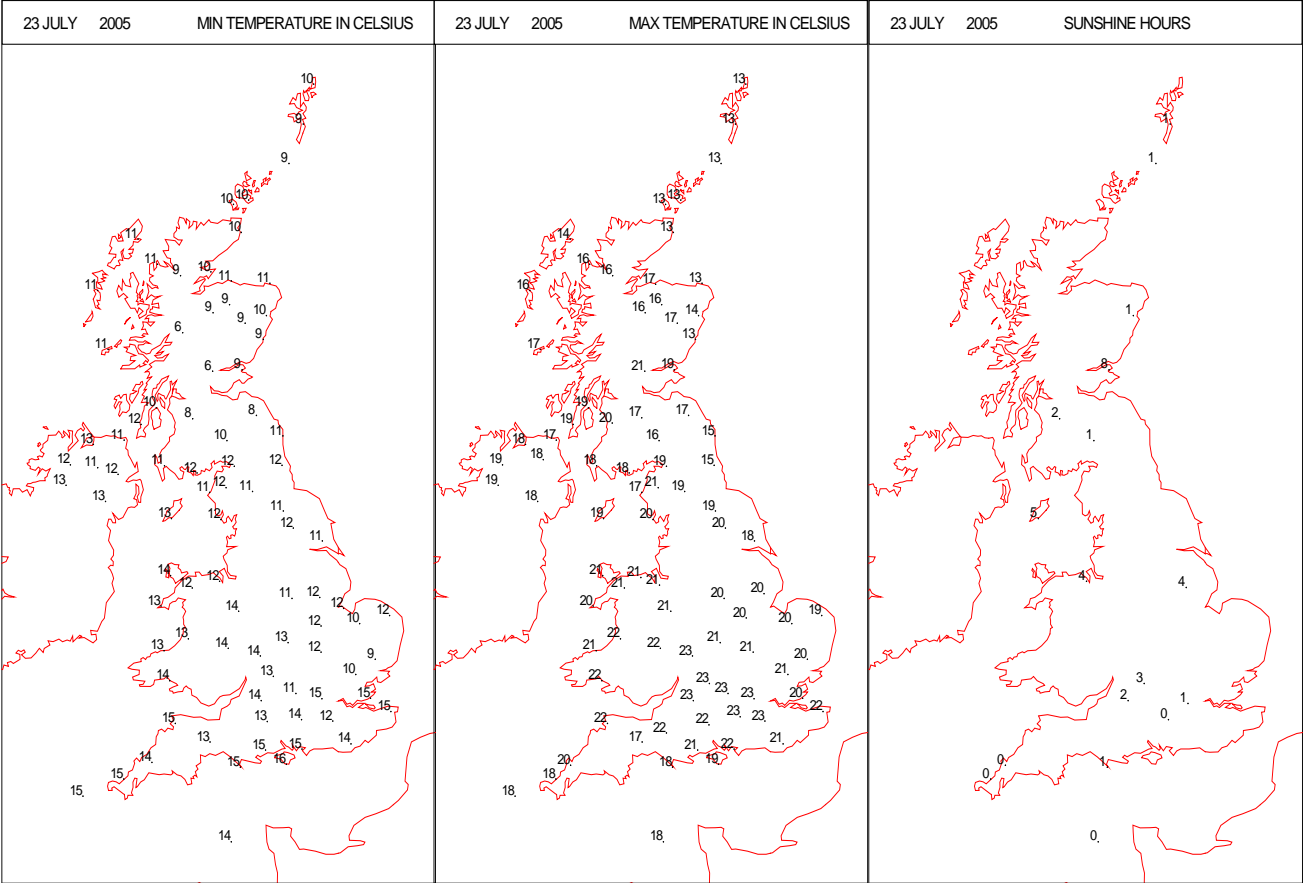 23 JULY 2005 MIN TEMPERATURE IN CELSIUS
10
9
9
10 10
10
11
11
9 10 11 11
11
9
9 9 10
6 9
11
6 9
10
12 8 8
13 11 10 11
12 11 12 11 12 12 12
13 13 11 12 11
13 12 11
12
11
14 12 12
13 14 11 12 12 12
12 10
13 13 14 14 13 12 9
14 13 10
14 11 15 15 15
15 13 14 12
13 15 15 14
14 15 16
15
15
14
23 JULY 2005 MAX TEMPERATURE IN CELSIUS
13
13
13
13 13
13
14
16
16 17 13
16
16 16 14
17 13
17
21 19
19
19 20 17 17
18 17 16 15
19 18 18 18 19 15
19 18 17 21 19
19 20 19
20
18
21 21 21 21
20 21 20 20 19
20 20
21 22 22 23 21 21 20
22 23 21
23 23 23 20 22
22 22 23 23 23
17 21 22 21
20 18 19
18
18
18
23 JULY 2005 SUNSHINE HOURS
1
1
1
8
2
1
5
4 4
3
2 1
0
0 1
0
0